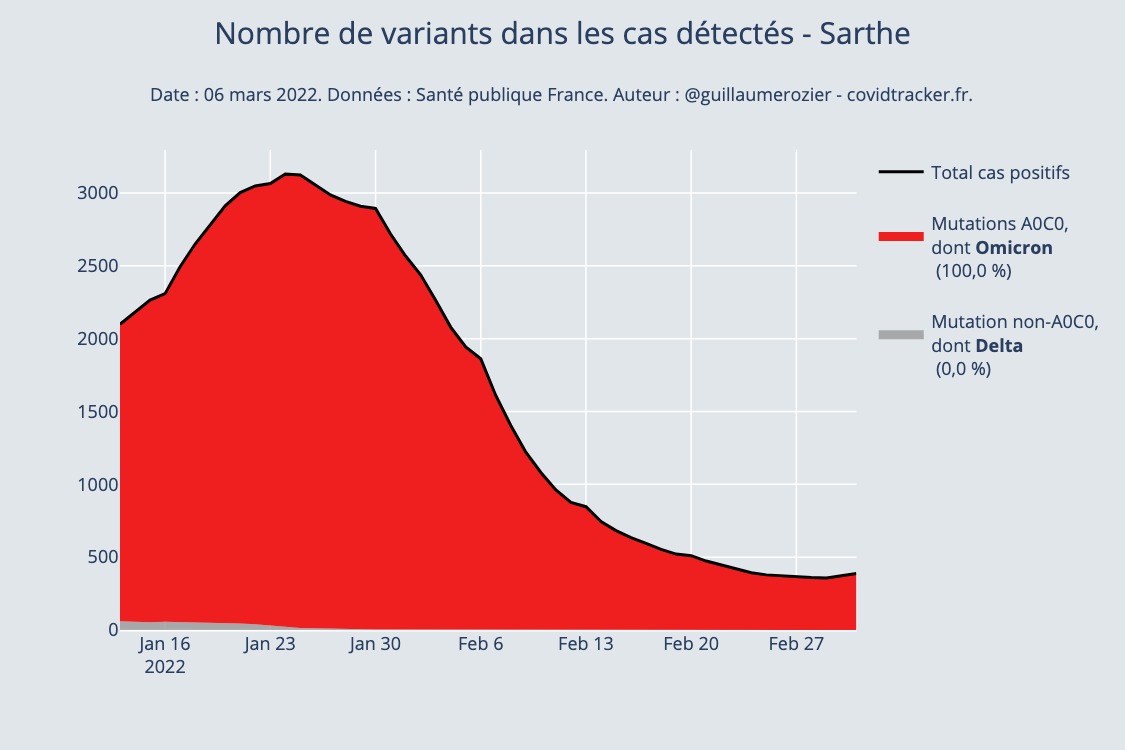 Nombre de variants dans les cas détectés - Sarthe
Date : 06 mars 2022. Données : Santé publique France. Auteur : @guillaumerozier - covidtracker.fr.
3000
2500
2000
1500
1000
500
0
Jan 16
2022
Jan 23
Jan 30
Feb 6
Feb 13
Feb 20
Feb 27
Total cas positifs
Mutations A0C0,
dont Omicron
(100,0 %)
Mutation non-A0C0,
dont Delta
(0,0 %)